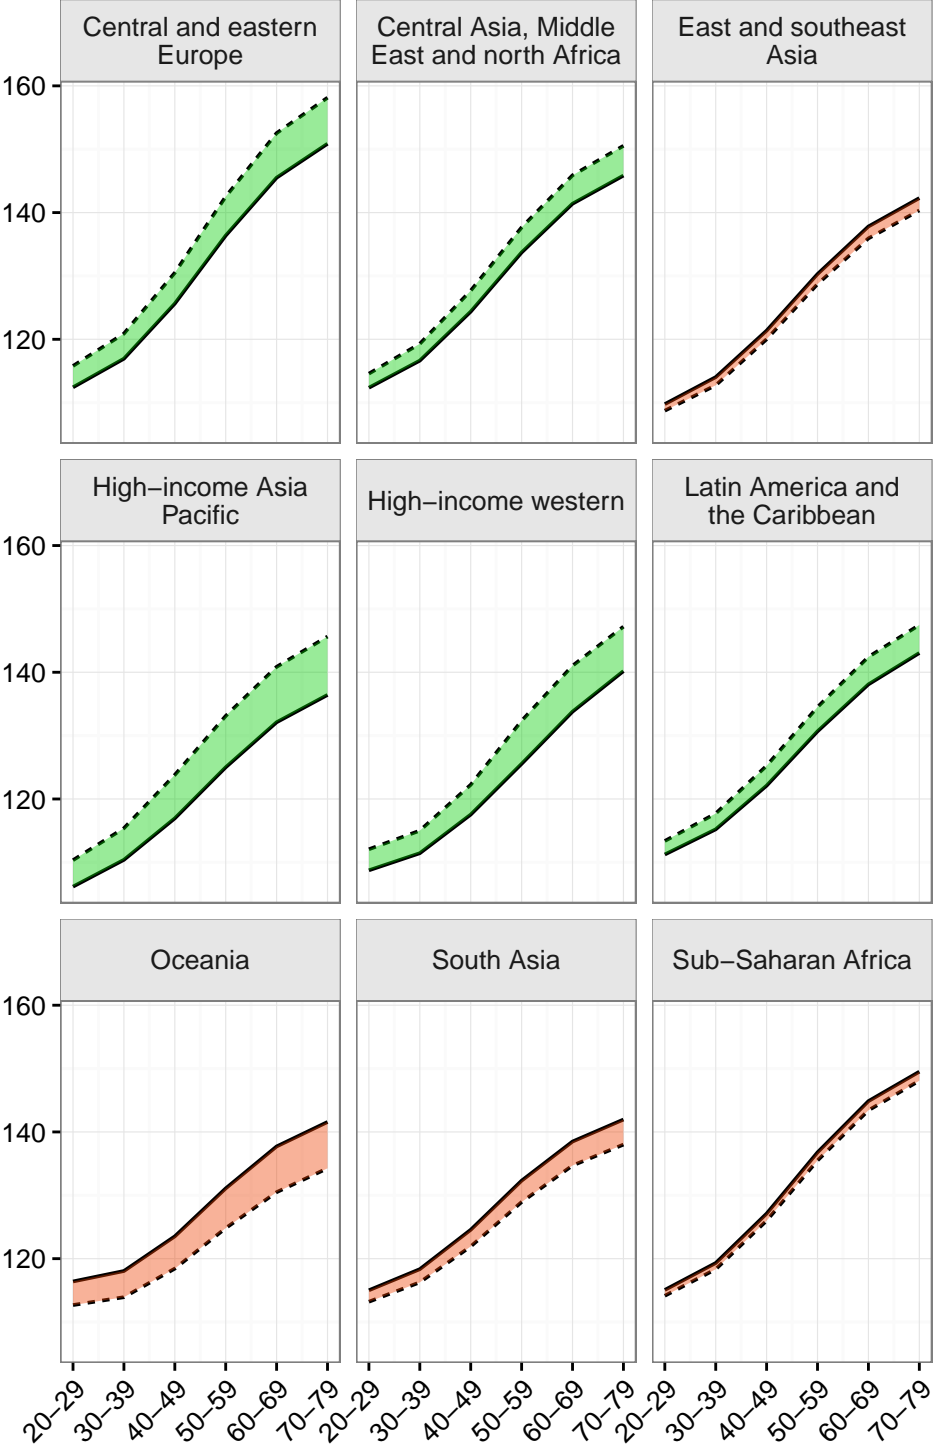 Central and eastern
Europe
Central Asia, Middle
East and north Africa
East and southeast
Asia
160
140
120
High−income Asia
Pacific
High−income western
Latin America and
the Caribbean
160
140
120
Oceania
South Asia
Sub−Saharan Africa
160
140
120
20−29 30−39 40−49 50−59 60−69 70−79 20−29 30−39 40−49 50−59 60−69 70−79 20−29 30−39 40−49 50−59 60−69 70−79